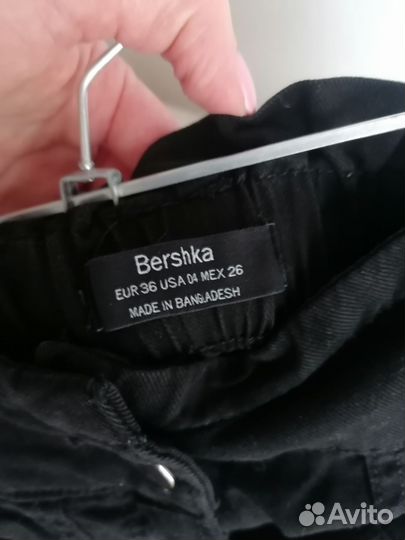 Bershka
EUR 36 USA 04 MEX 26
MADE IN BANGLADESH
Avito